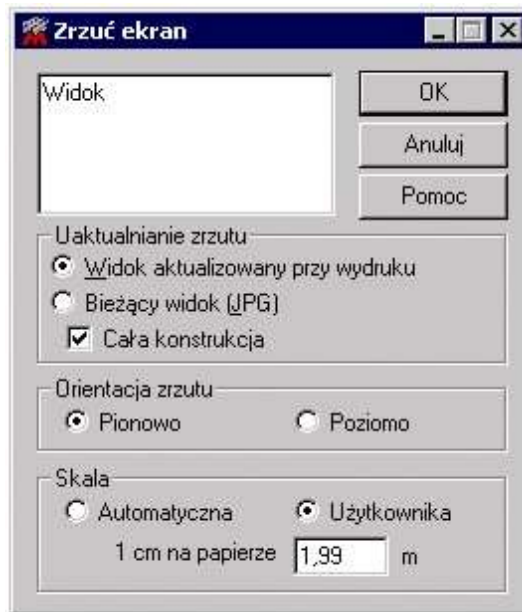 Zrzuć ekran
Widok
OK
Anuluj
Pomoc
Uaktualnianie zrzutu
Widok aktualizowany przy wydruku
Bieżący widok (JPG)
Cała konstrukcja
Orientacja zrzutu
Pionowo Poziomo
Skala
Automatyczna Użytkownika
1 cm na papierze 1,99 m